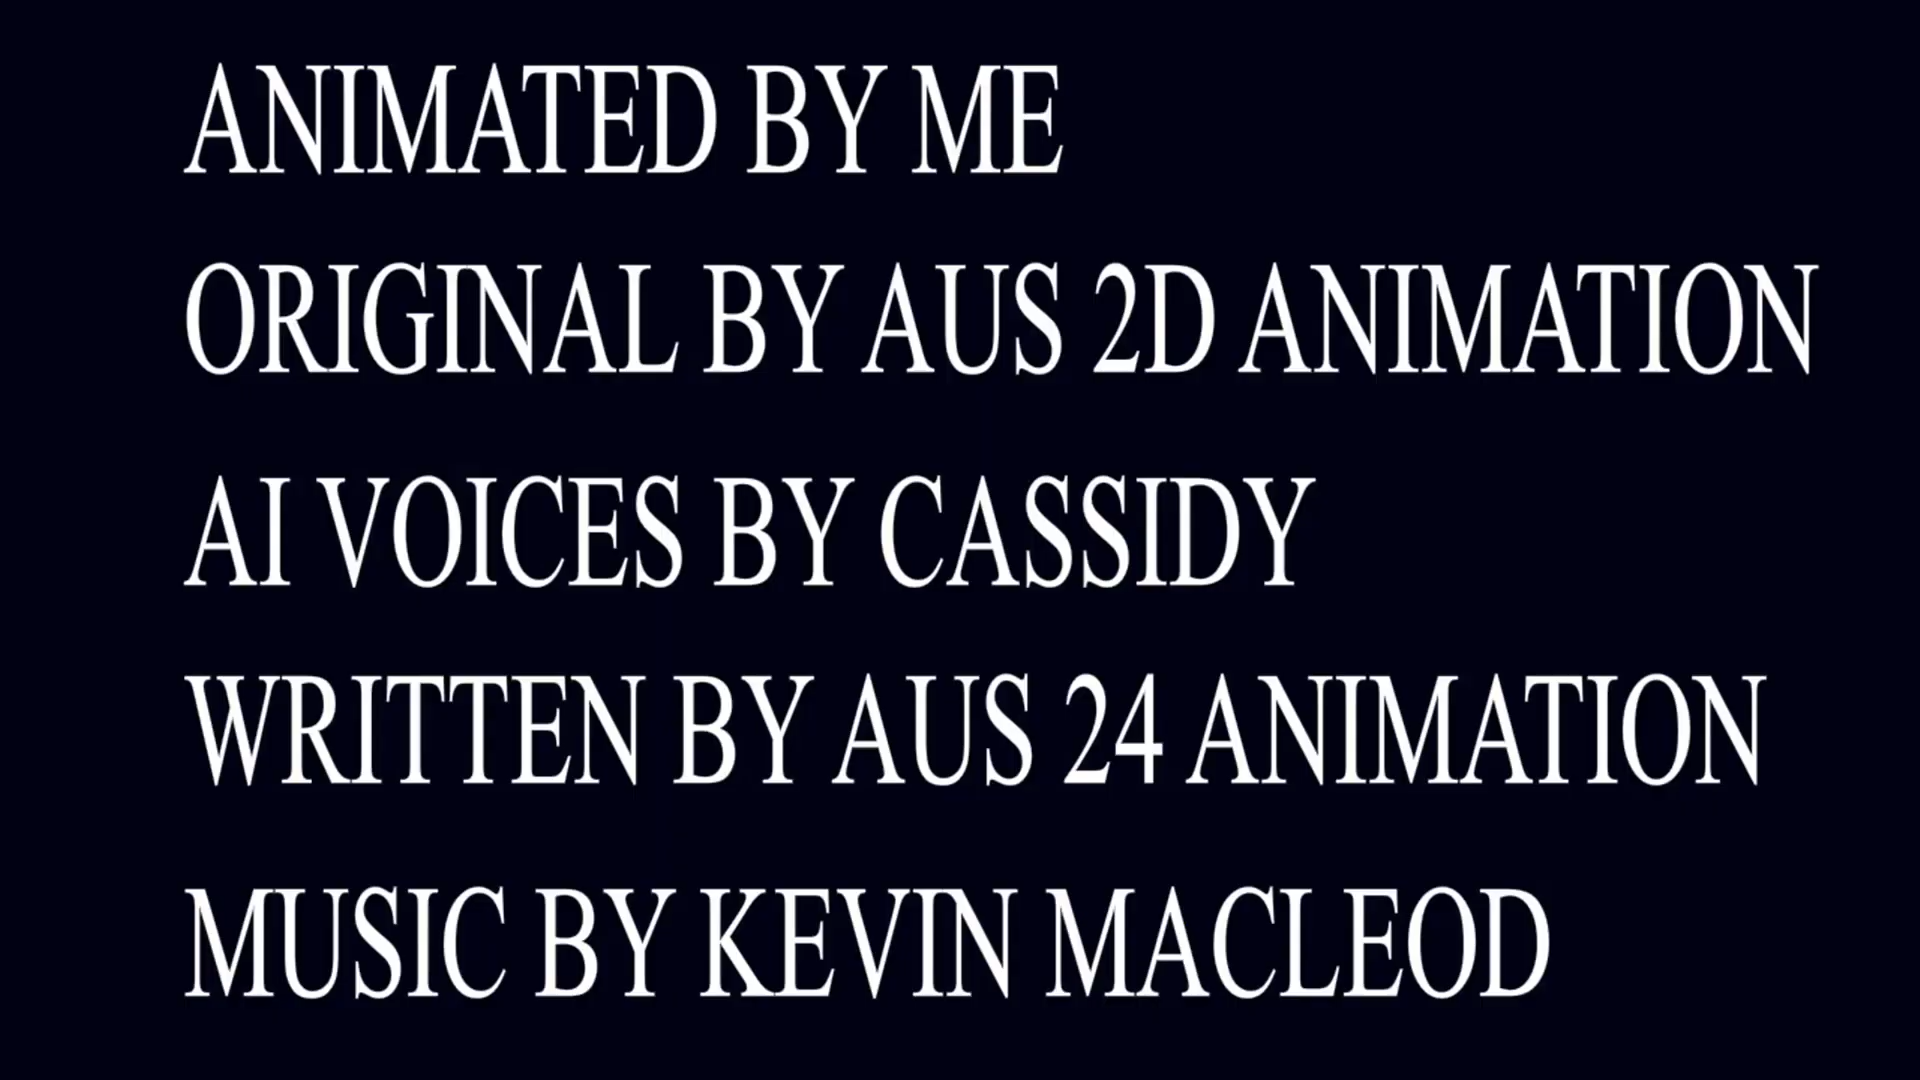 ANIMATED BY ME
ORIGINAL BY AUS 2D ANIMATION
AI VOICES BY CASSIDY
WRITTEN BY AUS 24 ANIMATION
MUSIC BY KEVIN MACLEOD